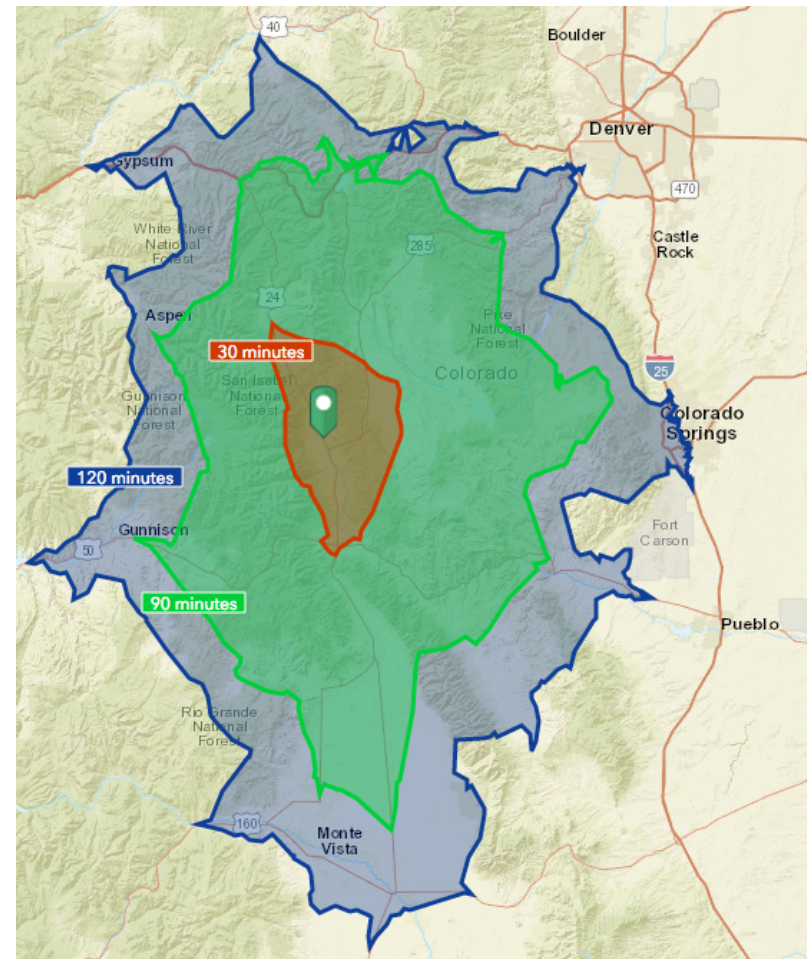 40
Boulder
Denver
Gypsum
470
White River
National
Forest
285
Castle
Rock
24
Aspen
Pike
National
Forest
30 minutes
25
San Isabel
National
Forest
Colorado
Gunnison
National
Forest
Colorado
Springs
120 minutes
Gunnison
50
Fort
Carson
90 minutes
Pueblo
Rio Grande
National
Forest
160
Monte
Vista